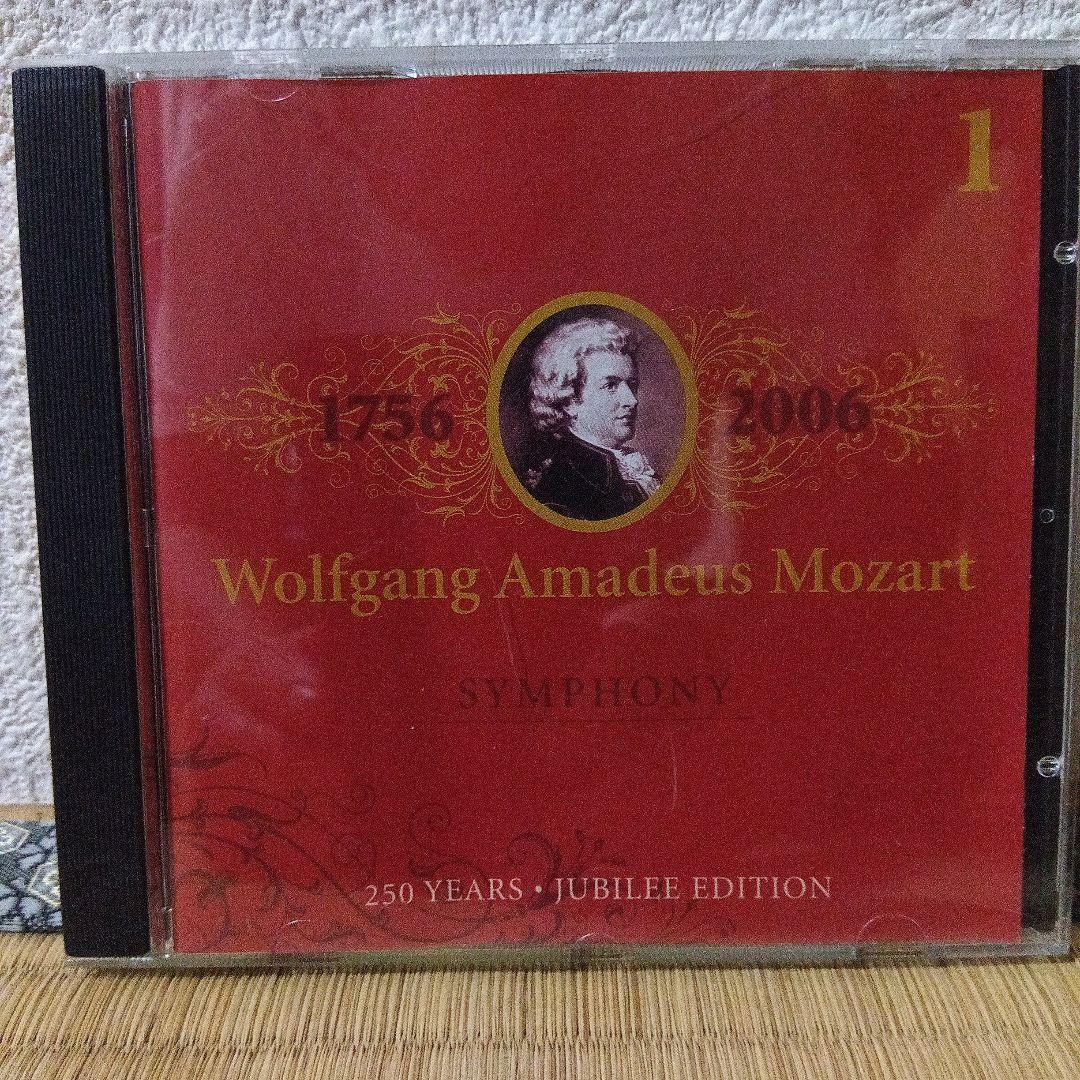 1
1756 2006
Wolfgang Amadeus Mozart
SYMPHONY
250 YEARS • JUBILEE EDITION